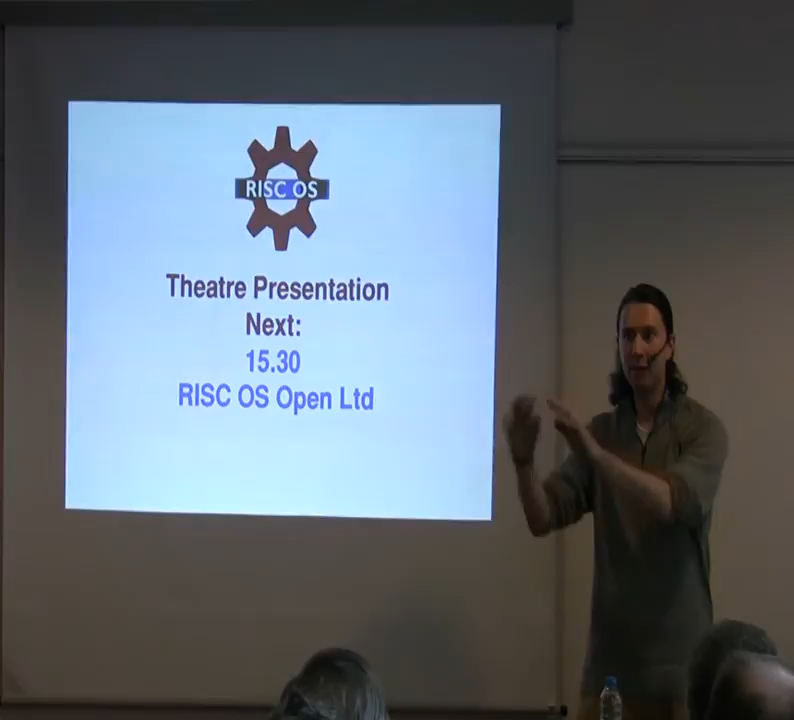 RISC OS
Theatre Presentation
Next:
15.30
RISC OS Open Ltd